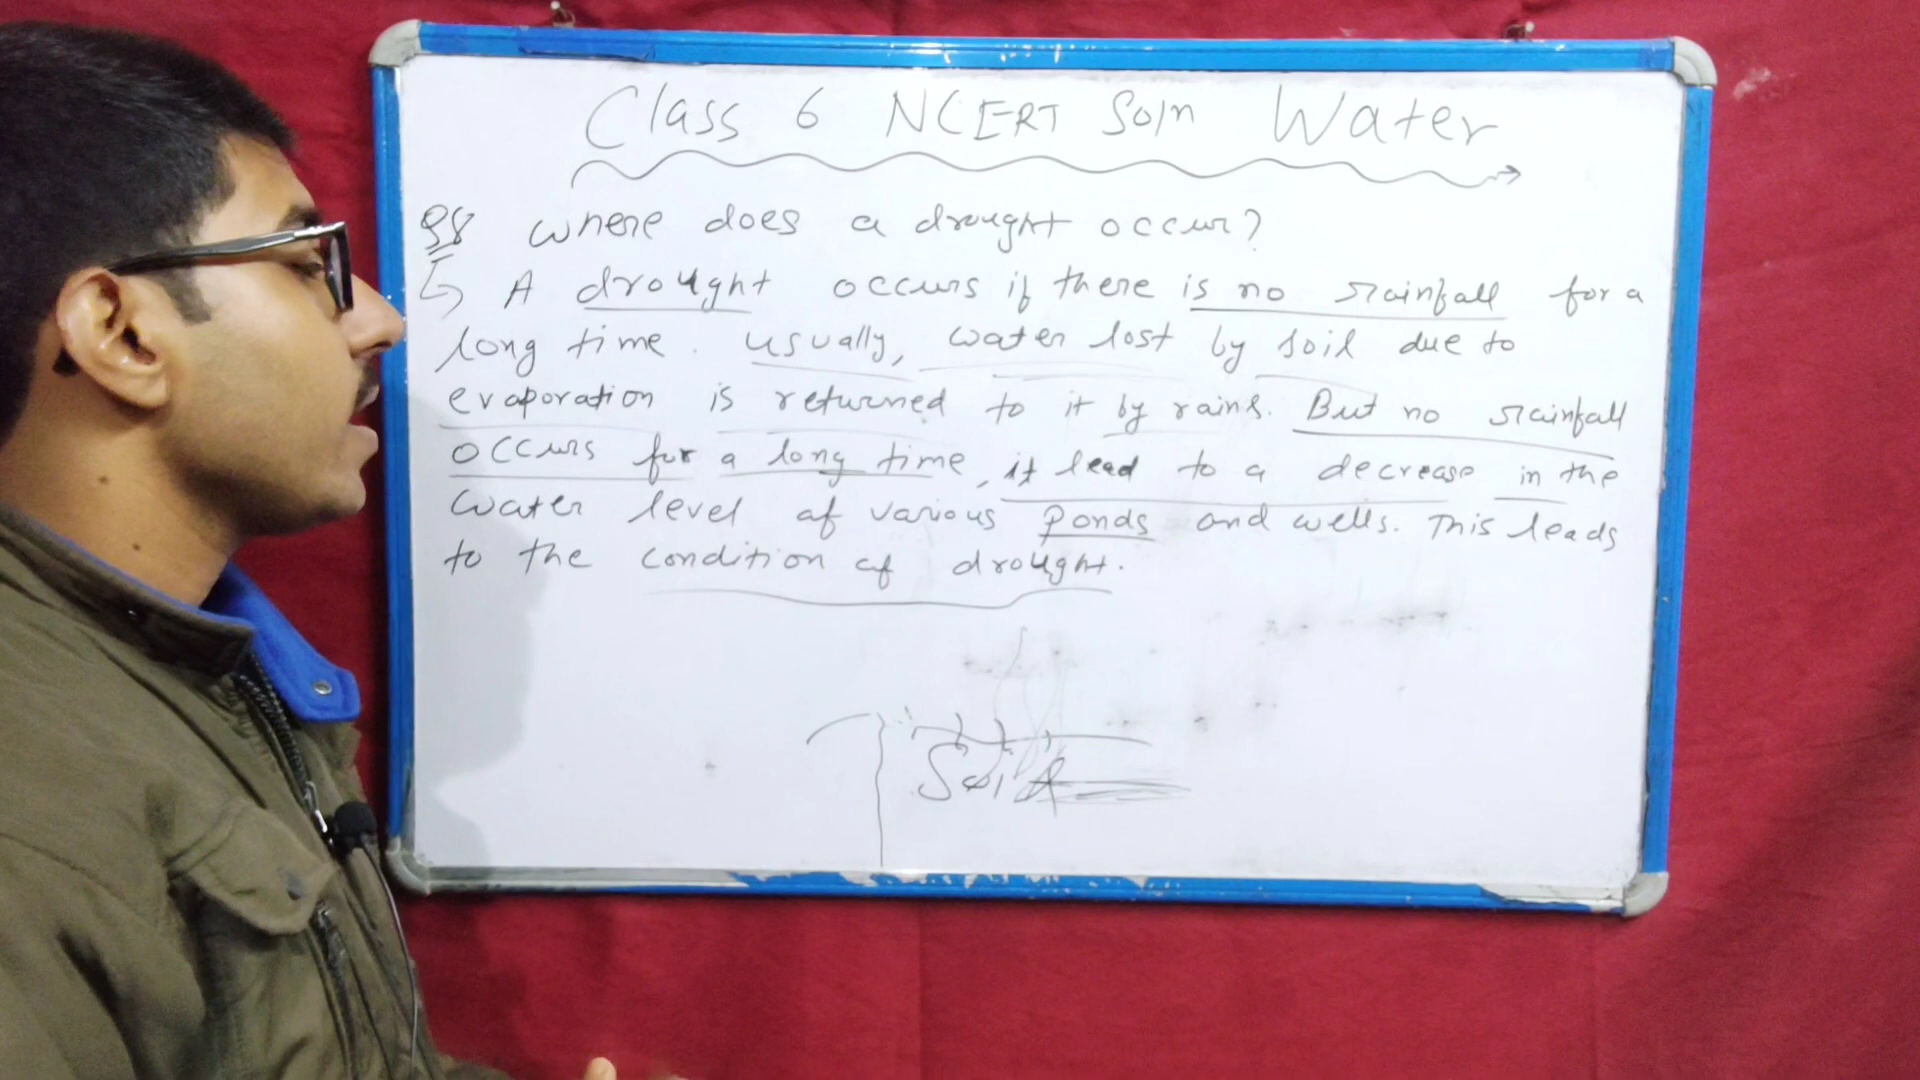 Class 6 NCERT Soln Water
Q8 Where does a drought occur?
A drought occurs if there is no rainfall for a
long time. Usually, water lost by soil due to
evaporation is returned to it by rains. But no rainfall
occurs for a long time, it lead to a decrease in the
water level of various ponds and wells. This leads
to the condition of drought.
Soil